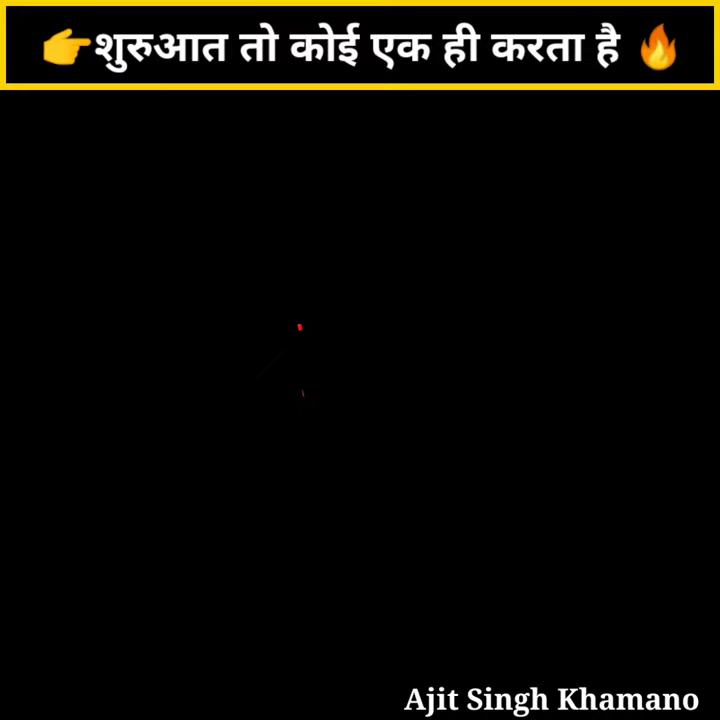 👉शुरुआत तो कोई एक ही करता है 🔥
Ajit Singh Khamano